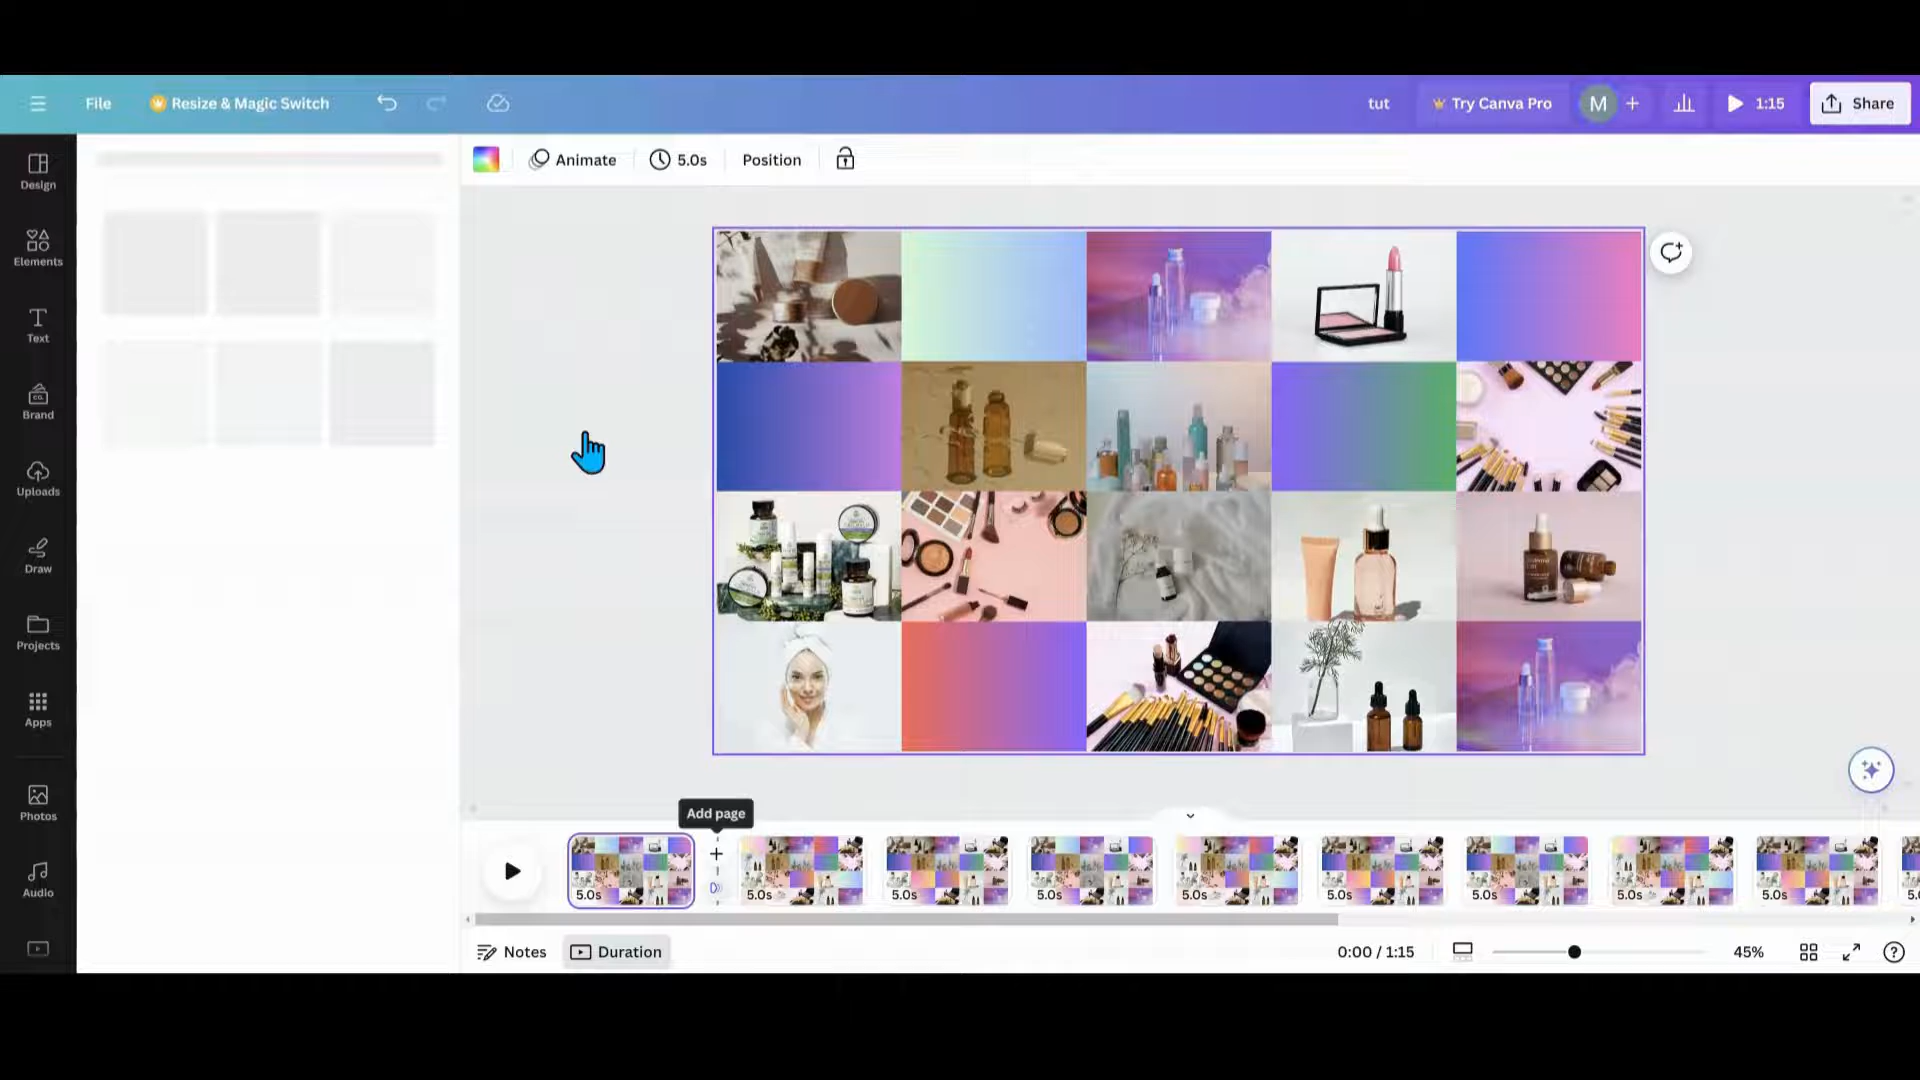 File
Resize & Magic Switch
tut
Try Canva Pro
M
1:15
Share
Design
Elements
Text
Brand
Uploads
Draw
Projects
Apps
Photos
Audio
Animate
5.0s
Position
Add page
5.0s
5.0s
5.0s
5.0s
5.0s
5.0s
5.0s
5.0s
5.0s
5.0
Notes
Duration
0:00 / 1:15
45%